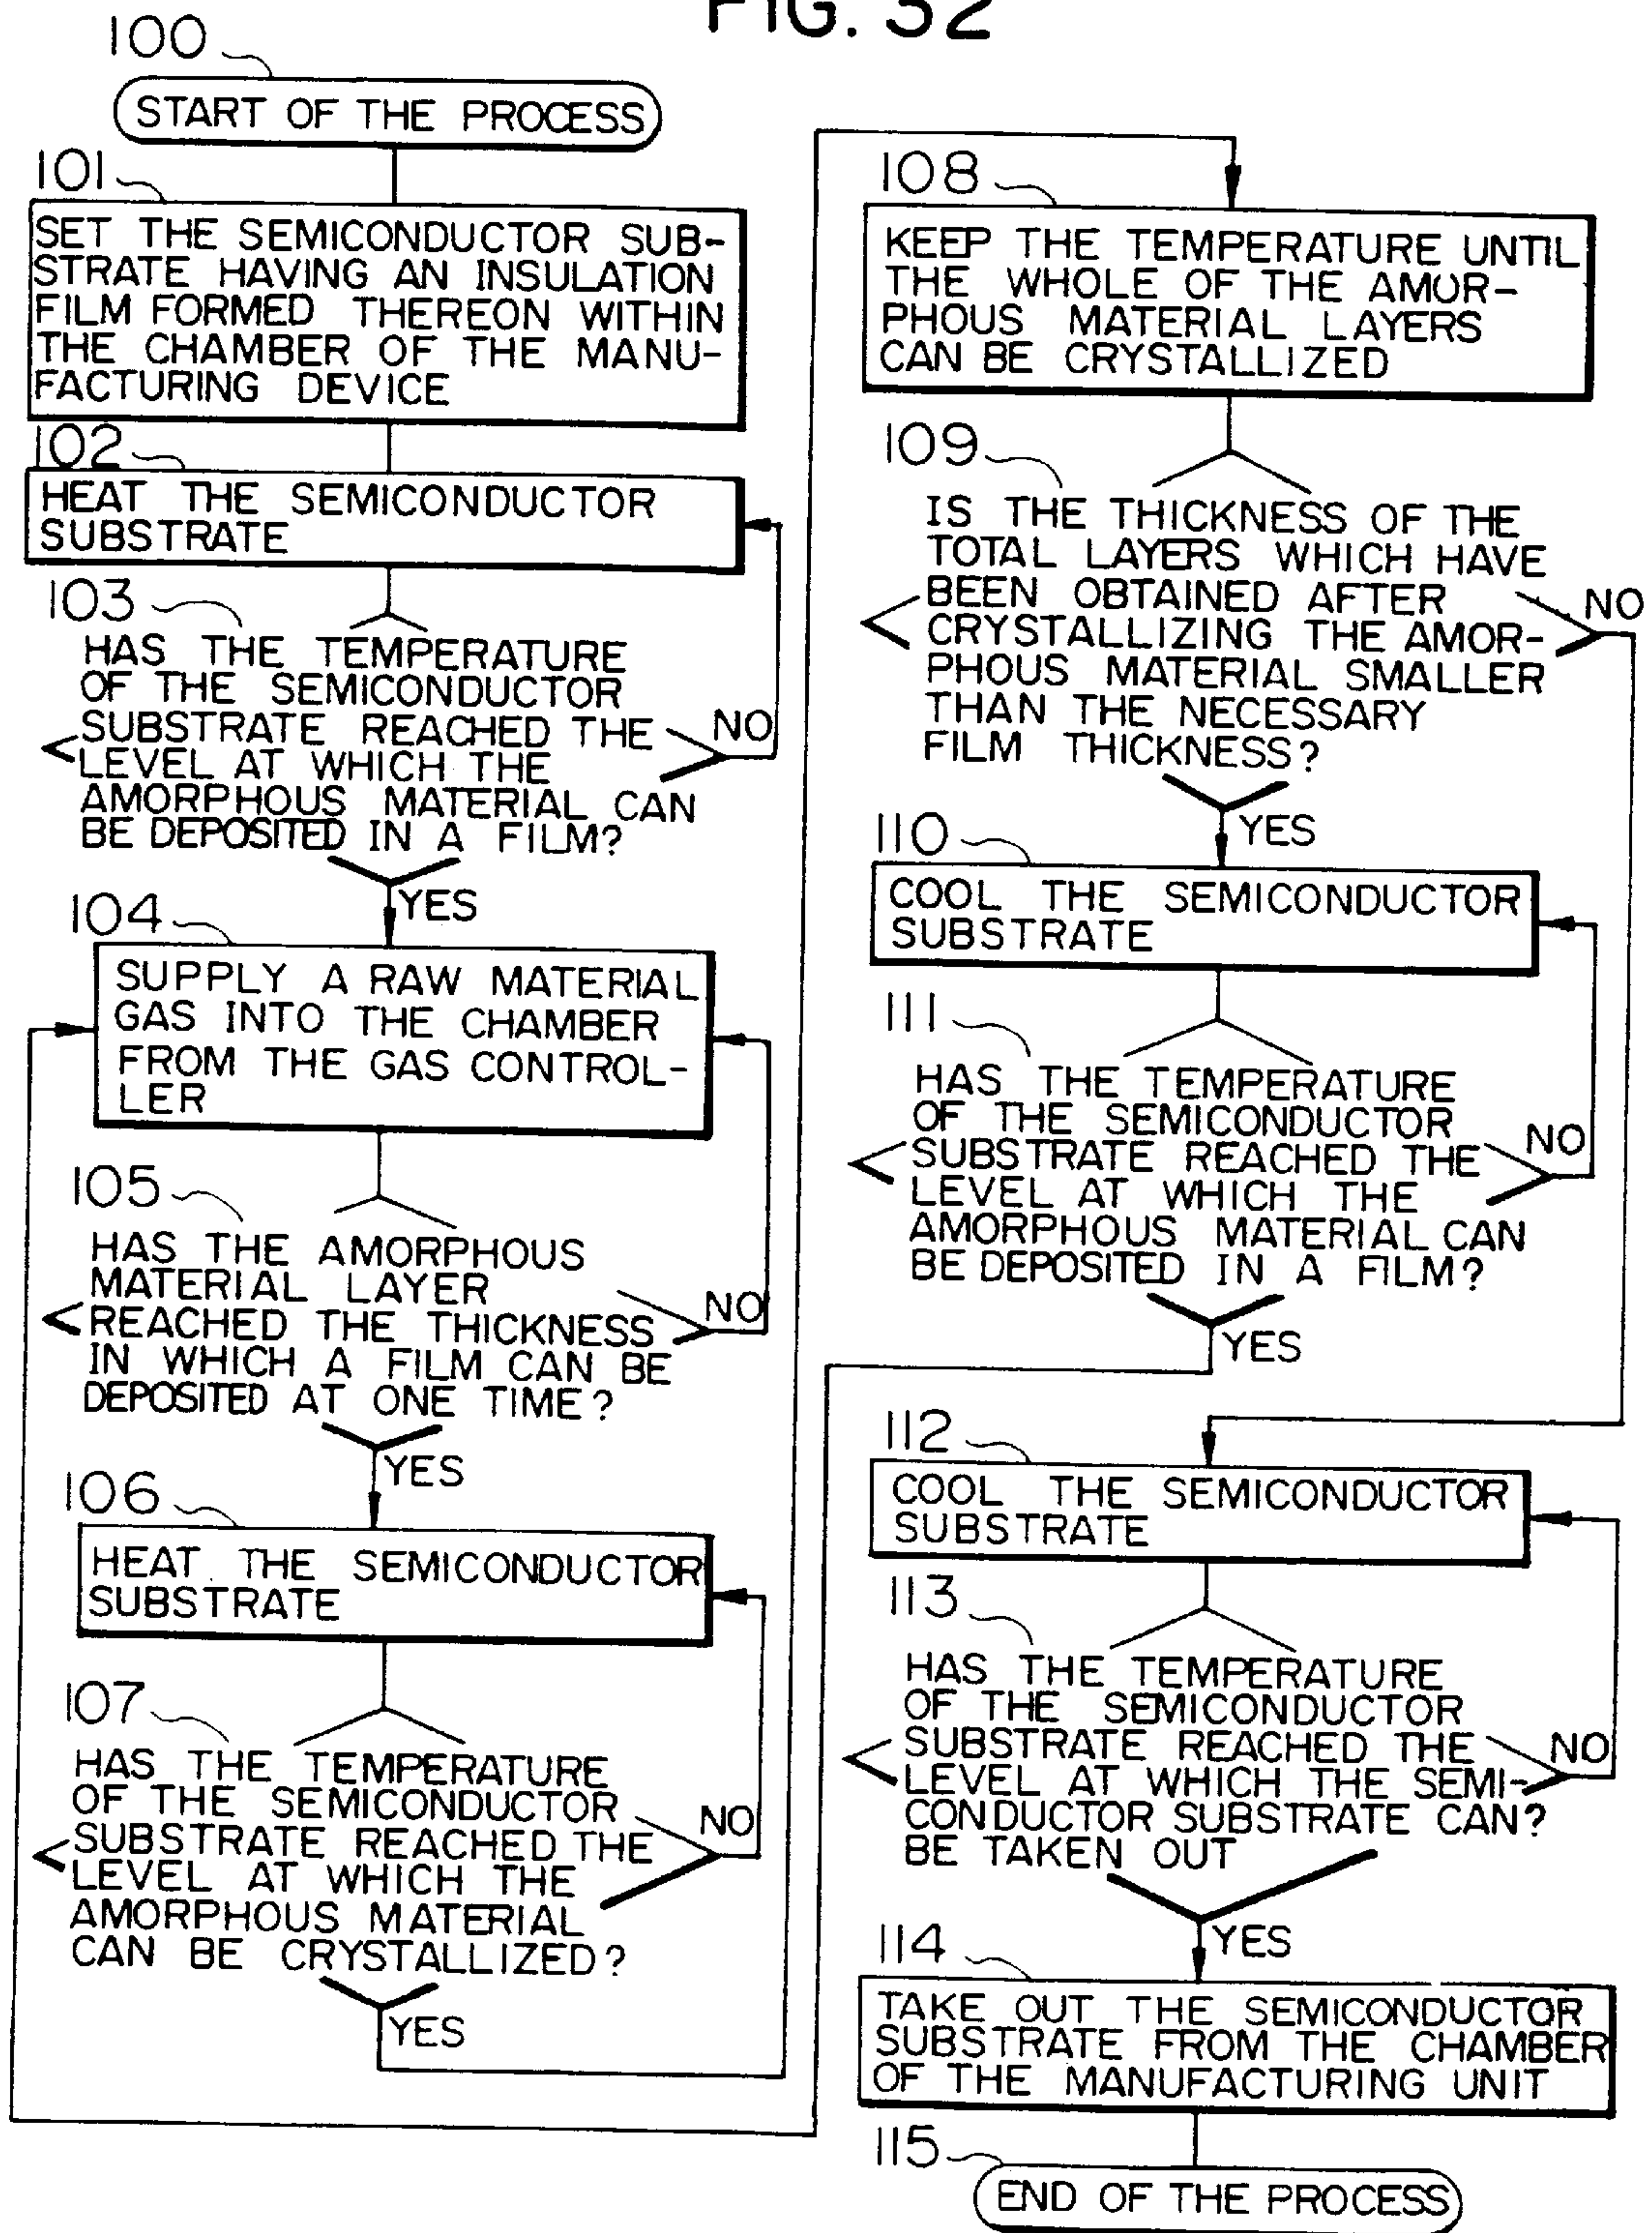 FIG. 32
100
START OF THE PROCESS
101
SET THE SEMICONDUCTOR SUB-
STRATE HAVING AN INSULATION
FILM FORMED THEREON WITHIN
THE CHAMBER OF THE MANU-
FACTURING DEVICE
102
HEAT THE SEMICONDUCTOR
SUBSTRATE
103
HAS THE TEMPERATURE
OF THE SEMICONDUCTOR
SUBSTRATE REACHED THE
LEVEL AT WHICH THE
AMORPHOUS MATERIAL CAN
BE DEPOSITED IN A FILM?
NO
YES
104
SUPPLY A RAW MATERIAL
GAS INTO THE CHAMBER
FROM THE GAS CONTROL-
LER
105
HAS THE AMORPHOUS
MATERIAL LAYER
REACHED THE THICKNESS
IN WHICH A FILM CAN BE
DEPOSITED AT ONE TIME?
NO
YES
106
HEAT THE SEMICONDUCTOR
SUBSTRATE
107
HAS THE TEMPERATURE
OF THE SEMICONDUCTOR
SUBSTRATE REACHED THE
LEVEL AT WHICH THE
AMORPHOUS MATERIAL
CAN BE CRYSTALLIZED?
NO
YES
108
KEEP THE TEMPERATURE UNTIL
THE WHOLE OF THE AMOR-
PHOUS MATERIAL LAYERS
CAN BE CRYSTALLIZED
109
IS THE THICKNESS OF THE
TOTAL LAYERS WHICH HAVE
BEEN OBTAINED AFTER
CRYSTALLIZING THE AMOR-
PHOUS MATERIAL SMALLER
THAN THE NECESSARY
FILM THICKNESS?
NO
YES
110
COOL THE SEMICONDUCTOR
SUBSTRATE
111
HAS THE TEMPERATURE
OF THE SEMICONDUCTOR
SUBSTRATE REACHED THE
LEVEL AT WHICH THE
AMORPHOUS MATERIAL CAN
BE DEPOSITED IN A FILM?
NO
YES
112
COOL THE SEMICONDUCTOR
SUBSTRATE
113
HAS THE TEMPERATURE
OF THE SEMICONDUCTOR
SUBSTRATE REACHED THE
LEVEL AT WHICH THE SEMI-
CONDUCTOR SUBSTRATE CAN?
BE TAKEN OUT
NO
YES
114
TAKE OUT THE SEMICONDUCTOR
SUBSTRATE FROM THE CHAMBER
OF THE MANUFACTURING UNIT
115
END OF THE PROCESS